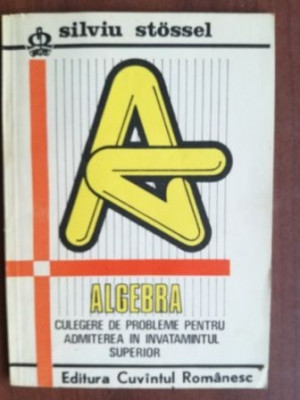 silviu stössel
ALGEBRA
CULEGERE DE PROBLEME PENTRU
ADMITEREA IN INVATAMINTUL
SUPERIOR
Editura Cuvîntul Românesc